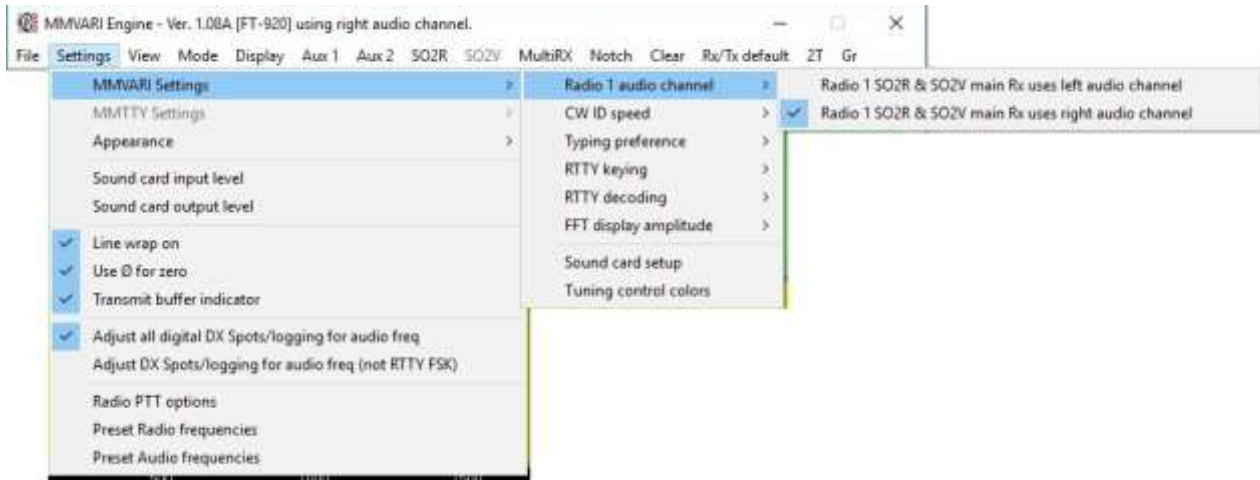 MMVARI Engine - Ver. 1.08A [FT-920] using right audio channel.
File Settings View Mode Display Aux 1 Aux 2 SO2R SO2V MultiRX Notch Clear Rx/Tx default 2T Gr
MMVARI Settings
MMTTY Settings
Appearance
Sound card input level
Sound card output level
Line wrap on
Use Ø for zero
Transmit buffer indicator
Adjust all digital DX Spots/logging for audio freq
Adjust DX Spots/logging for audio freq (not RTTY FSK)
Radio PTT options
Preset Radio frequencies
Preset Audio frequencies
Radio 1 audio channel
CW ID speed
Typing preference
RTTY keying
RTTY decoding
FFT display amplitude
Sound card setup
Tuning control colors
Radio 1 SO2R & SO2V main Rx uses left audio channel
Radio 1 SO2R & SO2V main Rx uses right audio channel